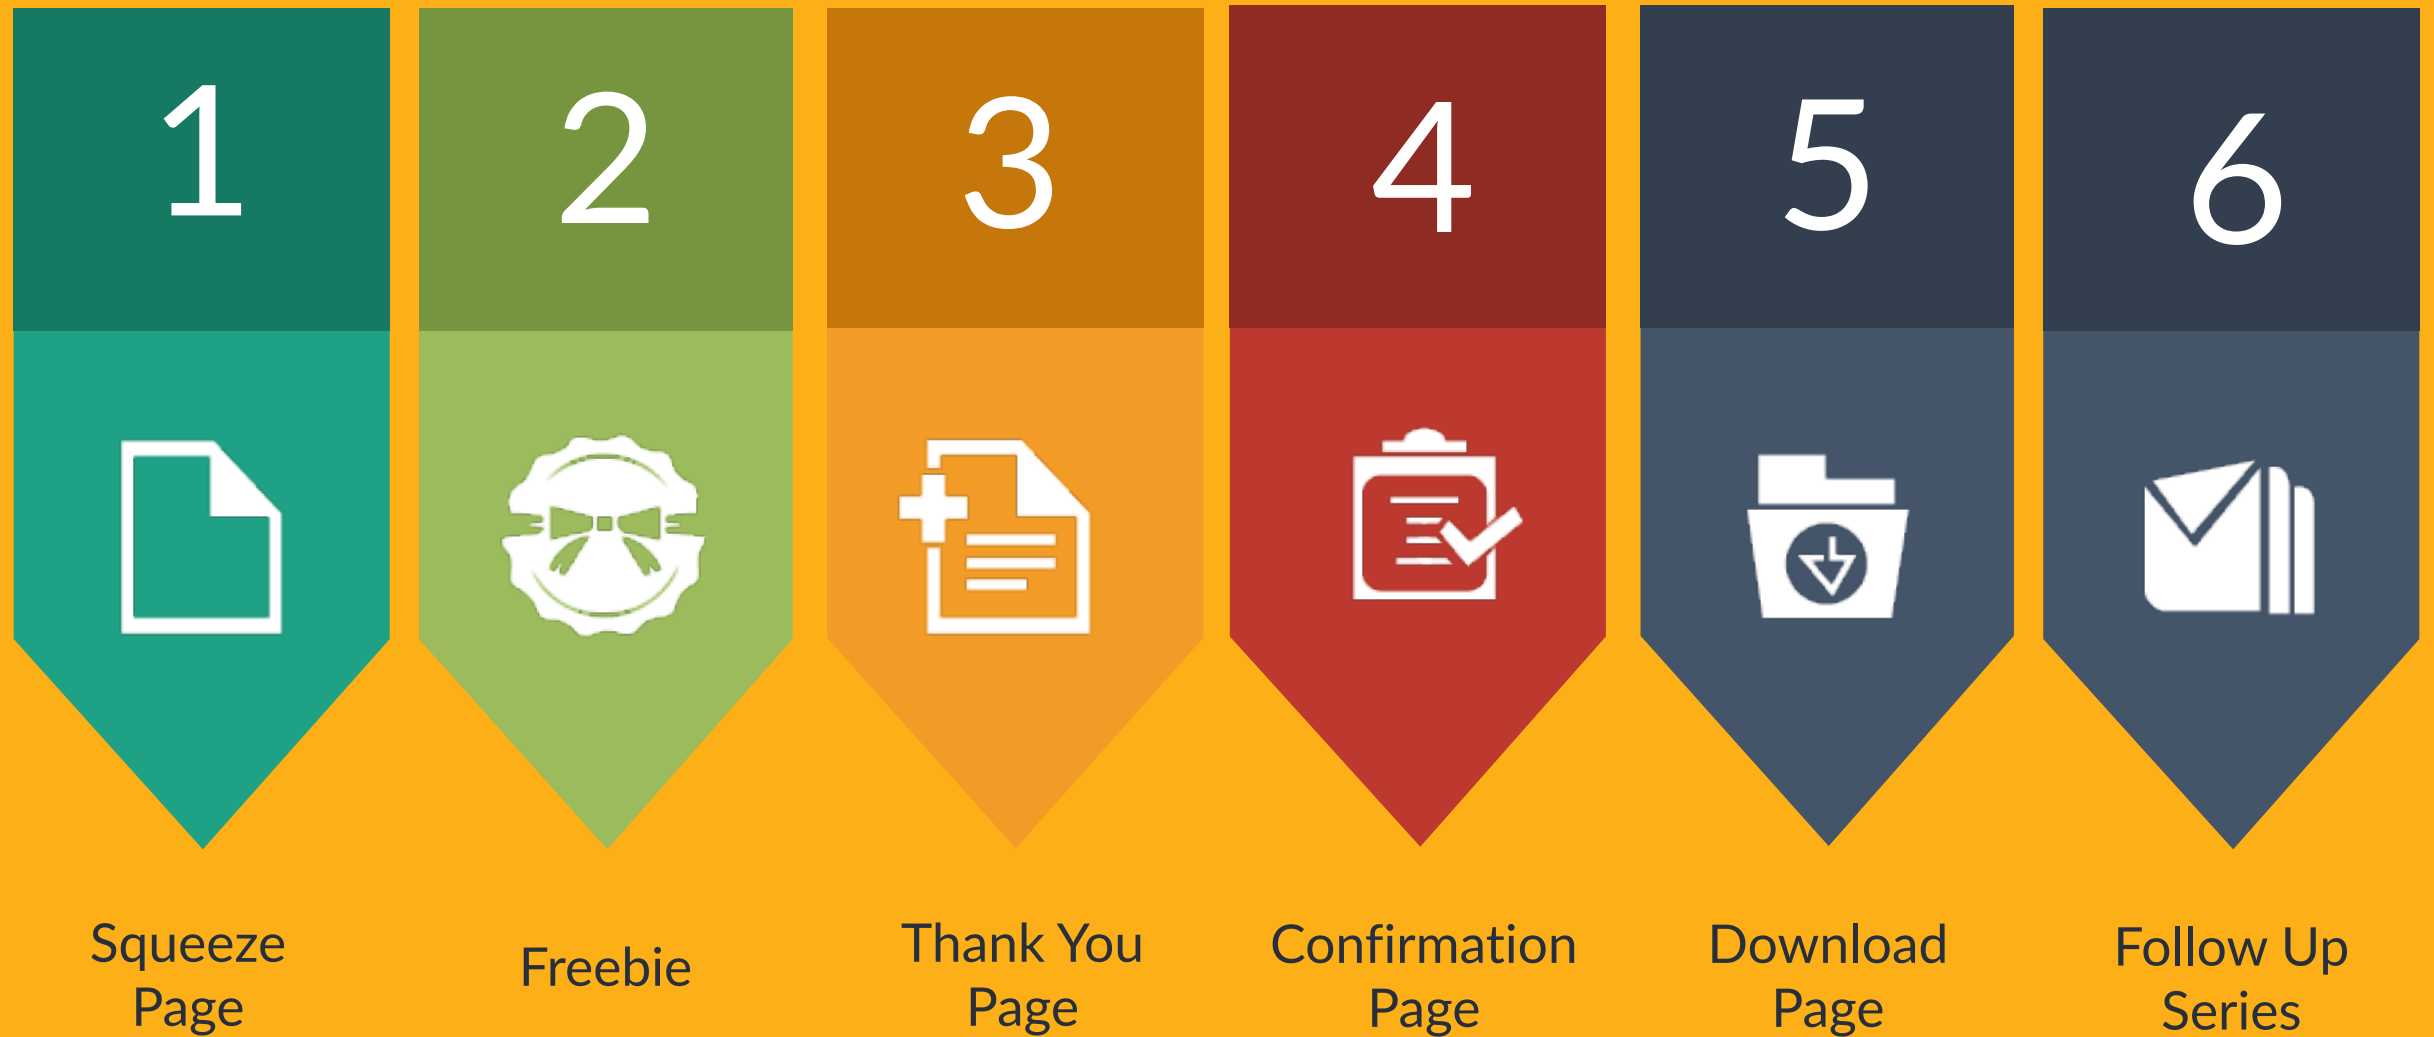 1
2
3
4
5
6
Squeeze
Page
Freebie
Thank You
Page
Confirmation
Page
Download
Page
Follow Up
Series